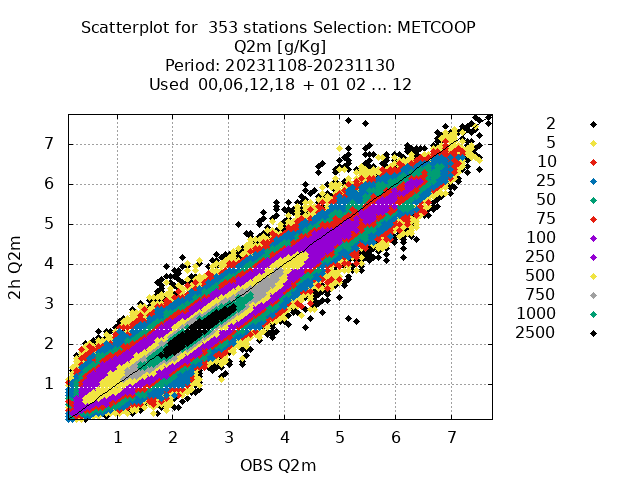 Scatterplot for  353 stations Selection: METCOOP
Q2m [g/Kg]
Period: 20231108-20231130
Used  00,06,12,18  + 01 02 ... 12
2h Q2m
7
6
5
4
3
2
1
1 2 3 4 5 6 7
OBS Q2m
2
5
10
25
50
75
100
250
500
750
1000
2500